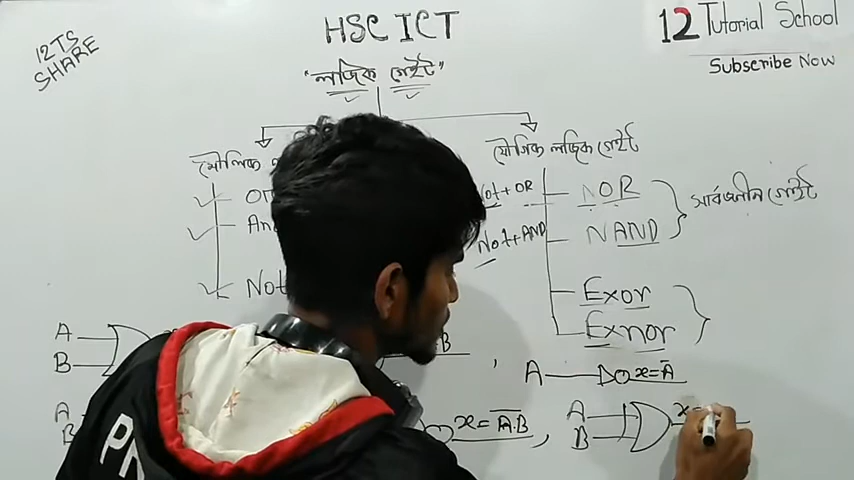 HSC ICT
12 Tutorial School
Subscribe Now
12TS
SHARE
"লজিক গেইট"
মৌলিক
যৌগিক লজিক গেইট
Not+OR NOR
সার্বজনীন গেইট
Not+AND NAND
Not
Exor
Exnor
A
B
A x=A̅
A
B
x=A̅.̅B̅ ,
A
B
x=